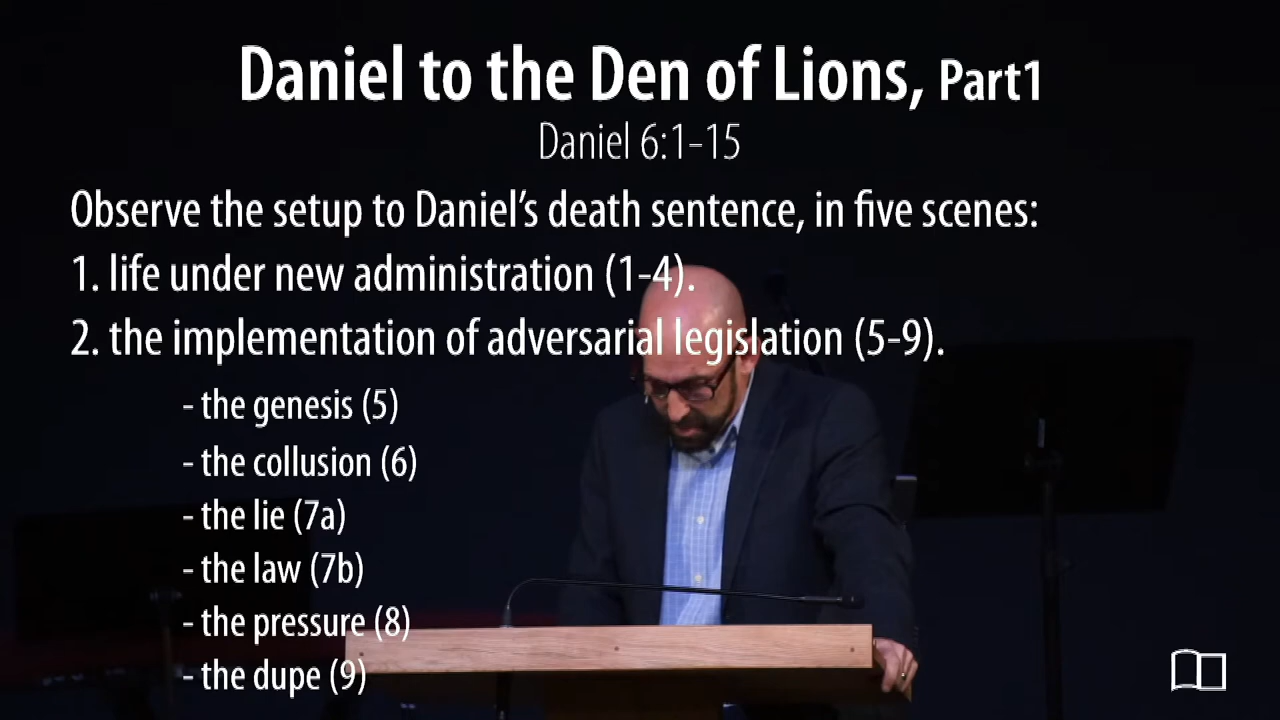 Daniel to the Den of Lions, Part1
Daniel 6:1-15
Observe the setup to Daniel’s death sentence, in five scenes:
1. life under new administration (1-4).
2. the implementation of adversarial legislation (5-9).
- the genesis (5)
- the collusion (6)
- the lie (7a)
- the law (7b)
- the pressure (8)
- the dupe (9)